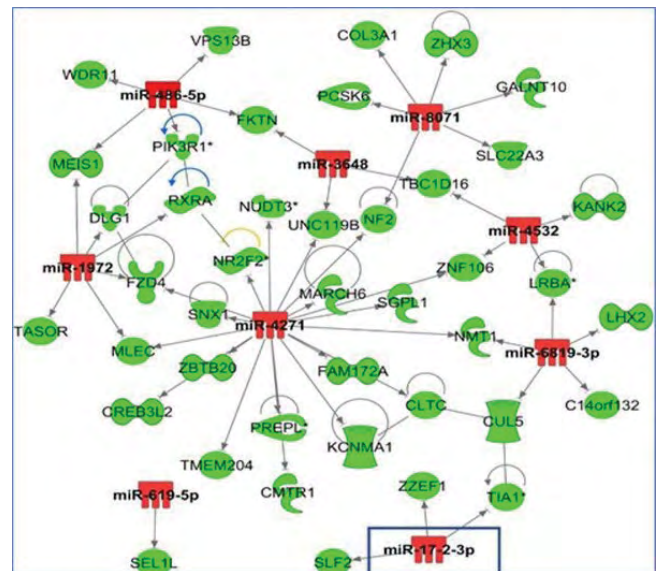 VPS13B
COL3A1
ZHX3
WDR11
miR-486-5p
PCSK6
GALNT10
miR-8071
FKTN
PIK3R1*
miR-3648
SLC22A3
MEIS1
TBC1D16
RXRA
NUDT3*
KANK2
DLG1
UNC119B
NF2
miR-4532
NR2F2*
miR-1972
ZNF106
FZD4
MARCH6
LRBA*
SGPL1
SNX1
miR-4271
LHX2
TASOR
NMT1
miR-6819-3p
MLEC
ZBTB20
FAM172A
CREB3L2
CLTC
C14orf132
PREPL*
CUL5
KCNMA1
TMEM204
CMTR1
miR-619-5p
ZZEF1
TIA1*
miR-17-2-3p
SEL1L
SLF2